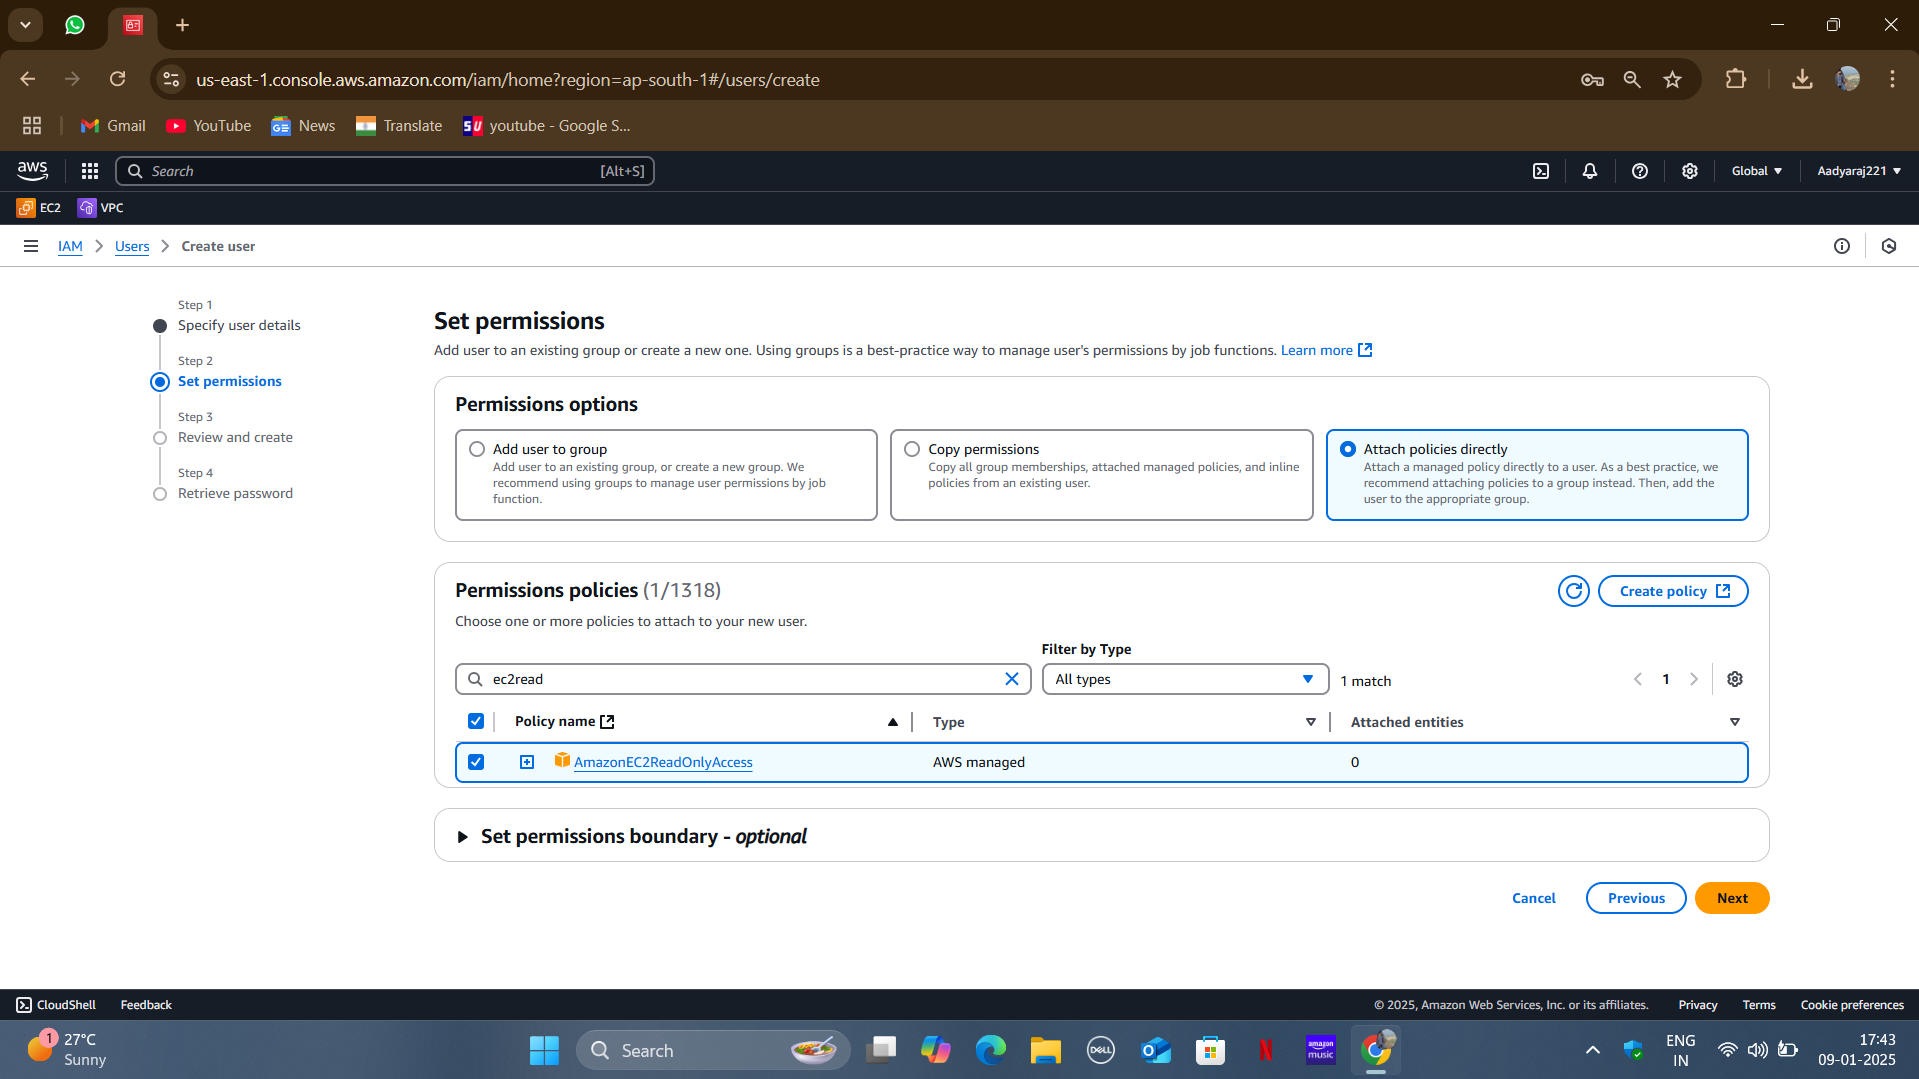 us-east-1.console.aws.amazon.com/iam/home?region=ap-south-1#/users/create
Gmail
YouTube
News
Translate
SU
youtube - Google S...
aws
Search
[Alt+S]
Global
Aadyaraj221
EC2
VPC
IAM
Users
Create user
Step 1
Specify user details
Step 2
Set permissions
Step 3
Review and create
Step 4
Retrieve password
Set permissions
Add user to an existing group or create a new one. Using groups is a best-practice way to manage user's permissions by job functions. Learn more
Permissions options
Add user to group
Add user to an existing group, or create a new group. We
recommend using groups to manage user permissions by job
function.
Copy permissions
Copy all group memberships, attached managed policies, and inline
policies from an existing user.
Attach policies directly
Attach a managed policy directly to a user. As a best practice, we
recommend attaching policies to a group instead. Then, add the
user to the appropriate group.
Permissions policies (1/1318)
Create policy
Choose one or more policies to attach to your new user.
Filter by Type
ec2read
All types
1 match
1
Policy name
Type
Attached entities
AmazonEC2ReadOnlyAccess
AWS managed
0
Set permissions boundary - optional
Cancel
Previous
Next
CloudShell
Feedback
© 2025, Amazon Web Services, Inc. or its affiliates.
Privacy
Terms
Cookie preferences
1
27°C
Sunny
Search
DELL
amazon
music
ENG
IN
17:43
09-01-2025